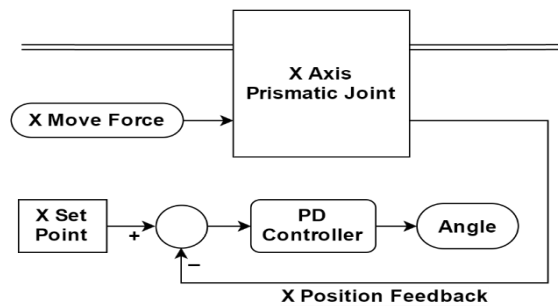 X Axis
Prismatic Joint
X Move Force
X Set
Point
+
−
PD
Controller
Angle
X Position Feedback